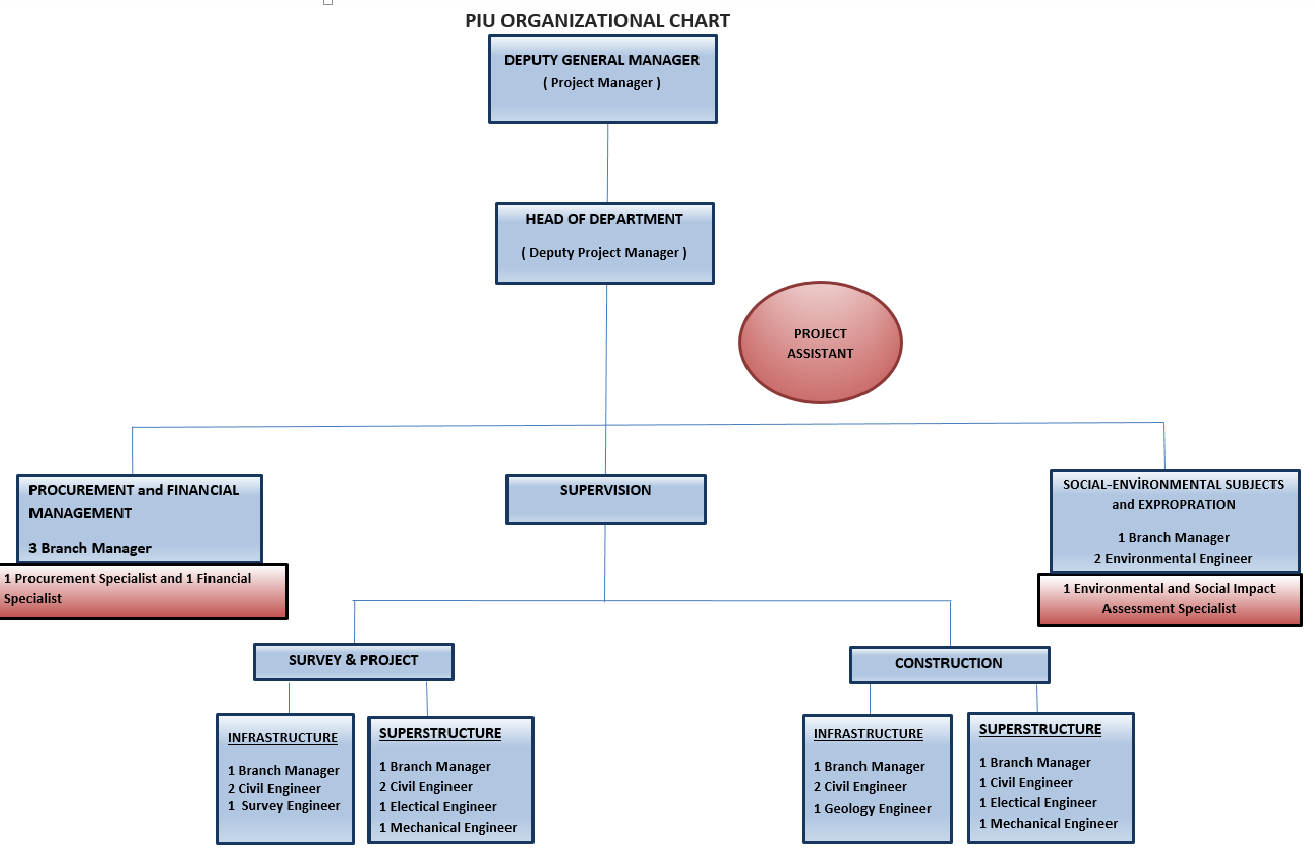 PIU ORGANIZATIONAL CHART
DEPUTY GENERAL MANAGER
( Project Manager )
HEAD OF DEPARTMENT
( Deputy Project Manager )
PROJECT
ASSISTANT
PROCUREMENT and FINANCIAL
MANAGEMENT
3 Branch Manager
1 Procurement Specialist and 1 Financial
Specialist
SUPERVISION
SOCIAL-ENVİRONMENTAL SUBJECTS
and EXPROPRATION
1 Branch Manager
2 Environmental Engineer
1 Environmental and Social Impact
Assessment Specialist
SURVEY & PROJECT
INFRASTRUCTURE
1 Branch Manager
2 Civil Engineer
1 Survey Engineer
SUPERSTRUCTURE
1 Branch Manager
2 Civil Engineer
1 Electical Engineer
1 Mechanical Engineer
CONSTRUCTION
INFRASTRUCTURE
1 Branch Manager
2 Civil Engineer
1 Geology Engineer
SUPERSTRUCTURE
1 Branch Manager
1 Civil Engineer
1 Electical Engineer
1 Mechanical Engineer